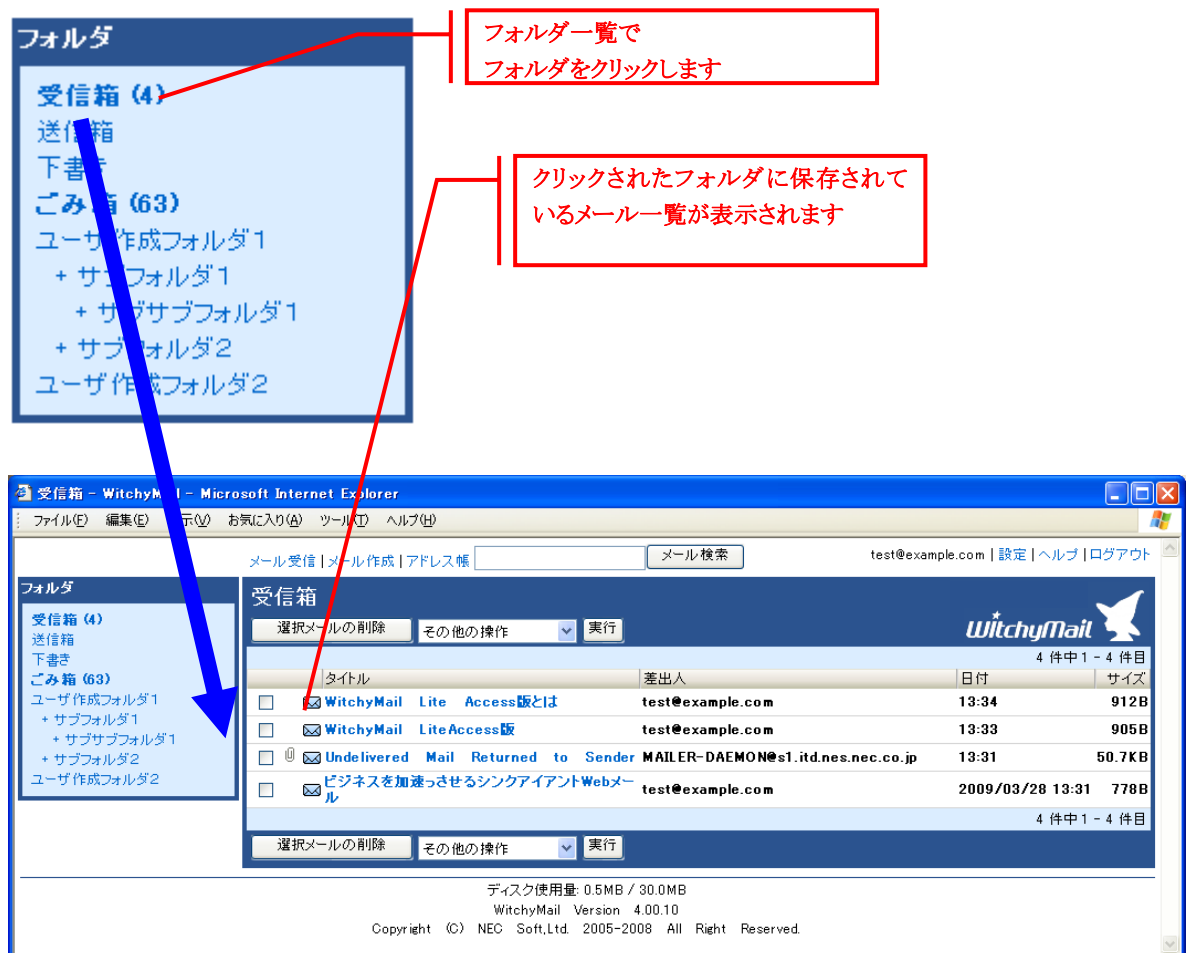 フォルダ
受信箱 (4)
送信箱
下書き
ごみ箱 (63)
ユーザ作成フォルダ1
+ サブフォルダ1
+ サブサブフォルダ1
+ サブフォルダ2
ユーザ作成フォルダ2
フォルダ一覧で
フォルダをクリックします
クリックされたフォルダに保存されて
いるメール一覧が表示されます
受信箱 - WitchyMail - Microsoft Internet Explorer
ファイル(F) 編集(E) 表示(V) お気に入り(A) ツール(T) ヘルプ(H)
メール受信 | メール作成 | アドレス帳 メール検索 test@example.com | 設定 | ヘルプ | ログアウト
フォルダ
受信箱 (4)
送信箱
下書き
ごみ箱 (63)
ユーザ作成フォルダ1
+ サブフォルダ1
+ サブサブフォルダ1
+ サブフォルダ2
ユーザ作成フォルダ2
受信箱
選択メールの削除 その他の操作 実行 WitchyMail
4 件中 1 - 4 件目
タイトル 差出人 日付 サイズ
WitchyMail Lite Access版とは test@example.com 13:34 912B
WitchyMail LiteAccess版 test@example.com 13:33 905B
Undelivered Mail Returned to Sender MAILER-DAEMON@s1.itd.nes.nec.co.jp 13:31 50.7KB
ビジネスを加速っさせるシンクアイアントWebメー
ル test@example.com 2009/03/28 13:31 778B
4 件中 1 - 4 件目
選択メールの削除 その他の操作 実行
ディスク使用量: 0.5MB / 30.0MB
WitchyMail Version 4.00.10
Copyright (C) NEC Soft,Ltd. 2005-2008 All Right Reserved.